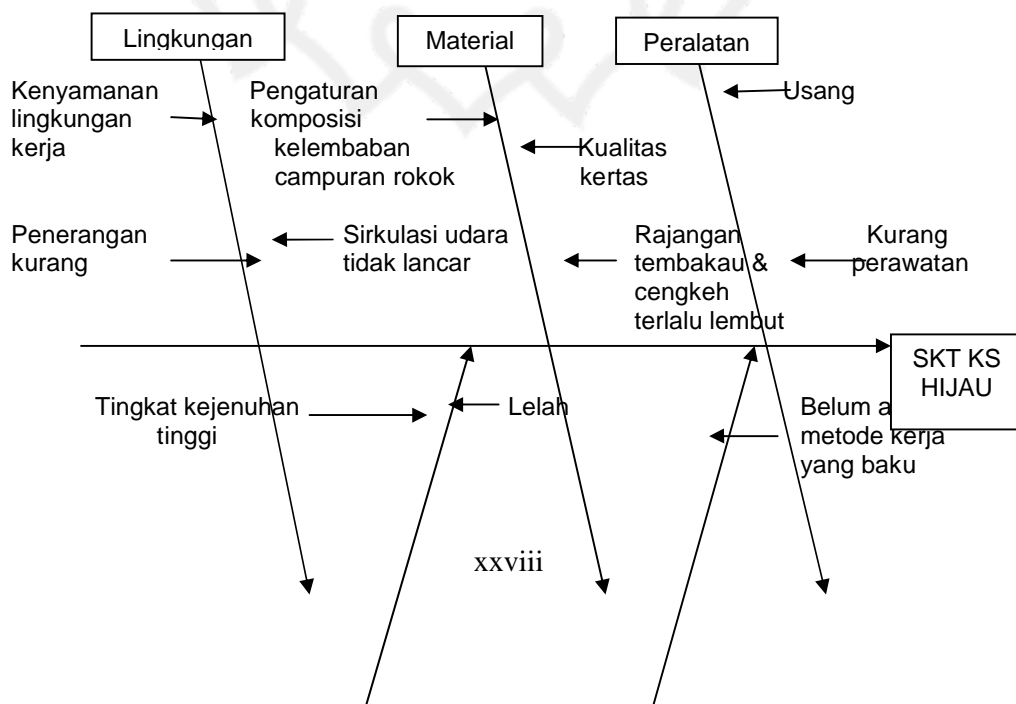 Lingkungan
Material
Peralatan
Kenyamanan
lingkungan
kerja
Pengaturan
komposisi
kelembaban
campuran rokok
Usang
Kualitas
kertas
Penerangan
kurang
Sirkulasi udara
tidak lancar
Rajangan
tembakau &
cengkeh
terlalu lembut
Kurang
perawatan
SKT KS
HIJAU
Tingkat kejenuhan
tinggi
Lelah
Belum a
metode kerja
yang baku
xxviii